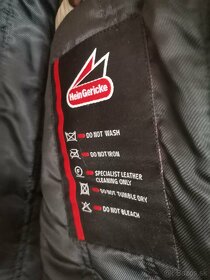 HeinGericke
DO NOT WASH
DO NOT IRON
SPECIALIST LEATHER
CLEANING ONLY
DO NOT TUMBLE DRY
DO NOT BLEACH